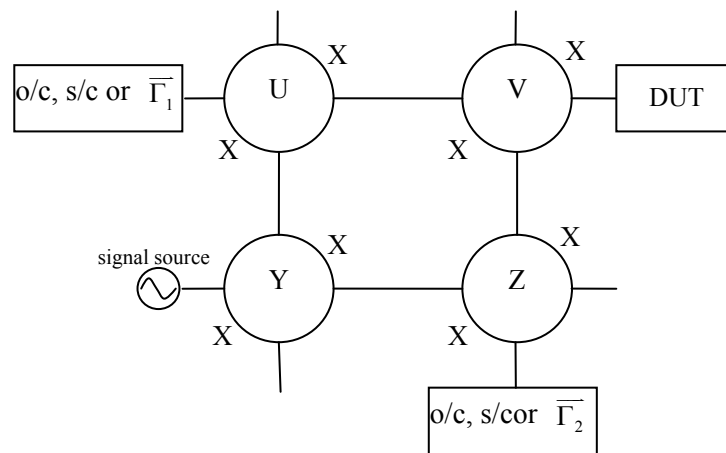 X X
o/c, s/c or Γ₁ U V DUT
X X
signal source X X
Y Z
X X
o/c, s/cor Γ₂